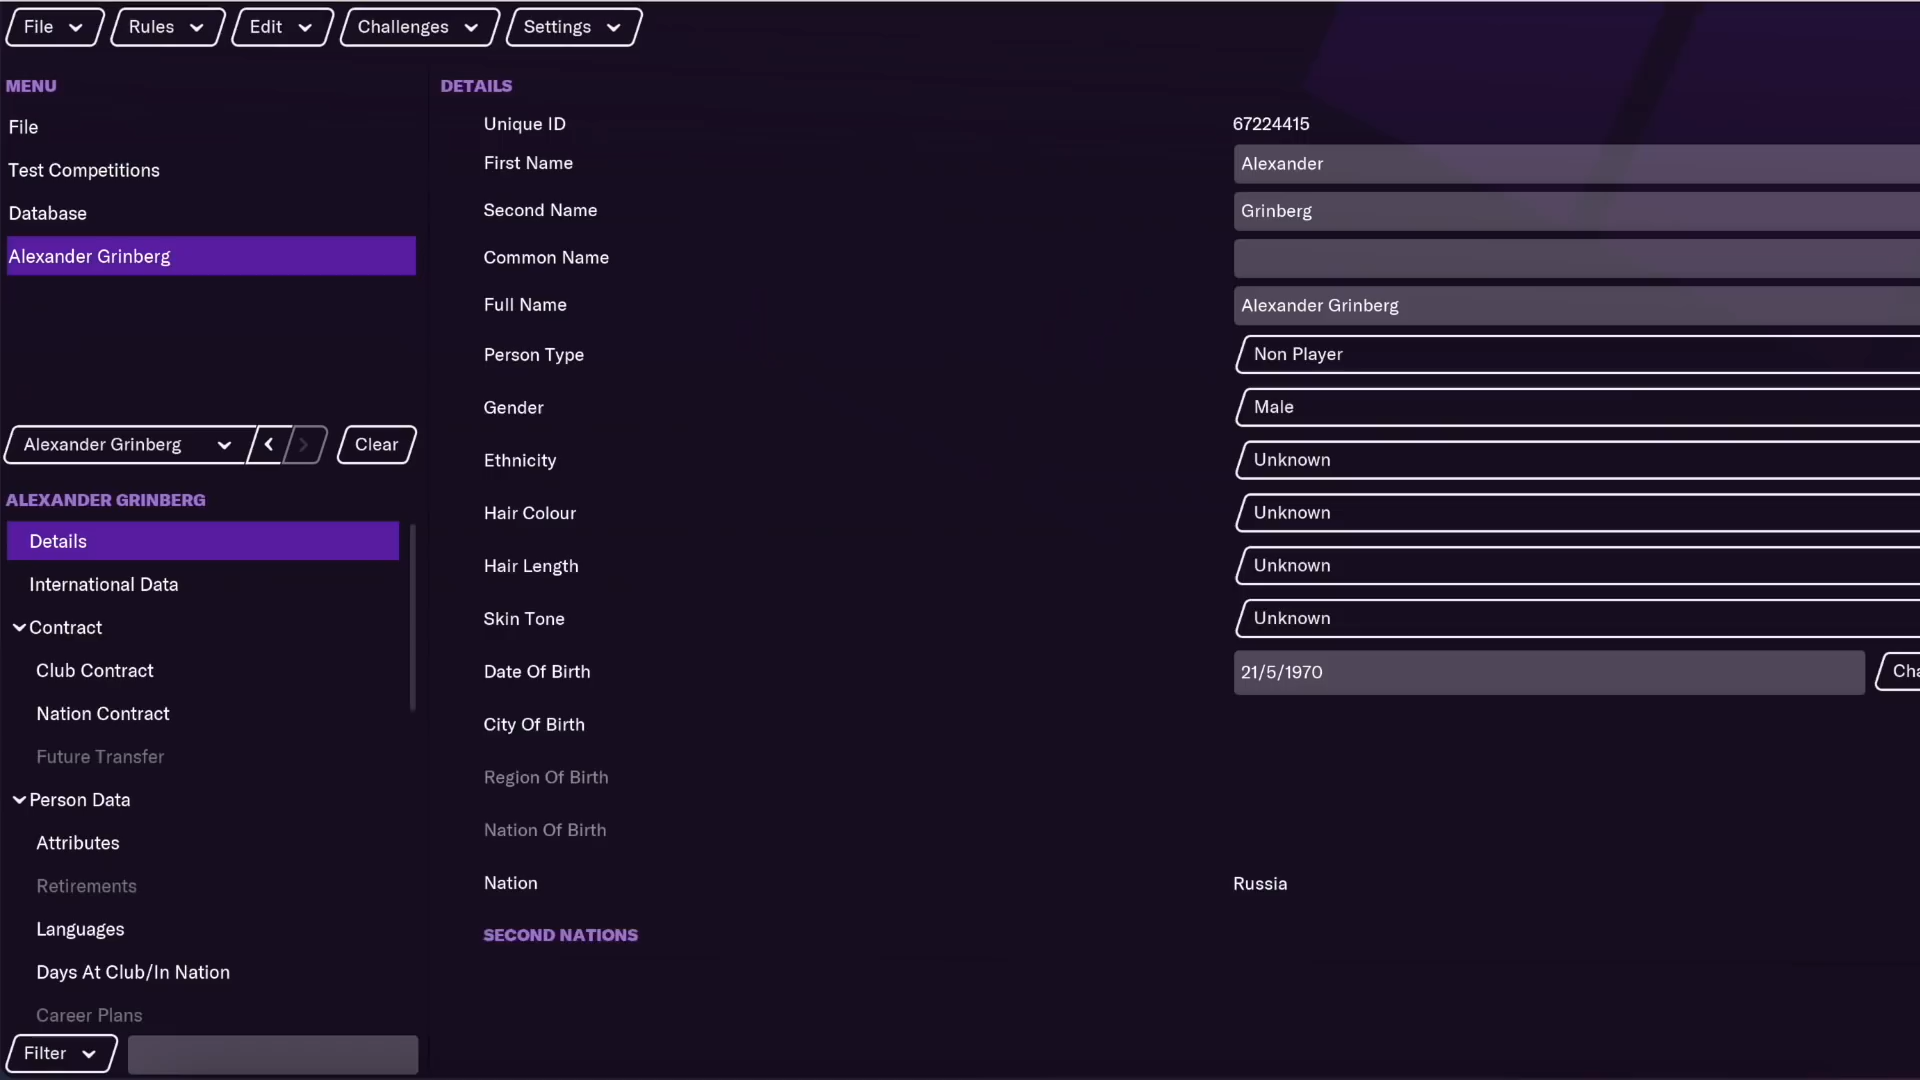 File
Rules
Edit
Challenges
Settings
MENU
File
Test Competitions
Database
Alexander Grinberg
Alexander Grinberg
Clear
ALEXANDER GRINBERG
Details
International Data
Contract
Club Contract
Nation Contract
Future Transfer
Person Data
Attributes
Retirements
Languages
Days At Club/In Nation
Career Plans
Filter
DETAILS
Unique ID 67224415
First Name Alexander
Second Name Grinberg
Common Name
Full Name Alexander Grinberg
Person Type Non Player
Gender Male
Ethnicity Unknown
Hair Colour Unknown
Hair Length Unknown
Skin Tone Unknown
Date Of Birth 21/5/1970 Cha
City Of Birth
Region Of Birth
Nation Of Birth
Nation Russia
SECOND NATIONS